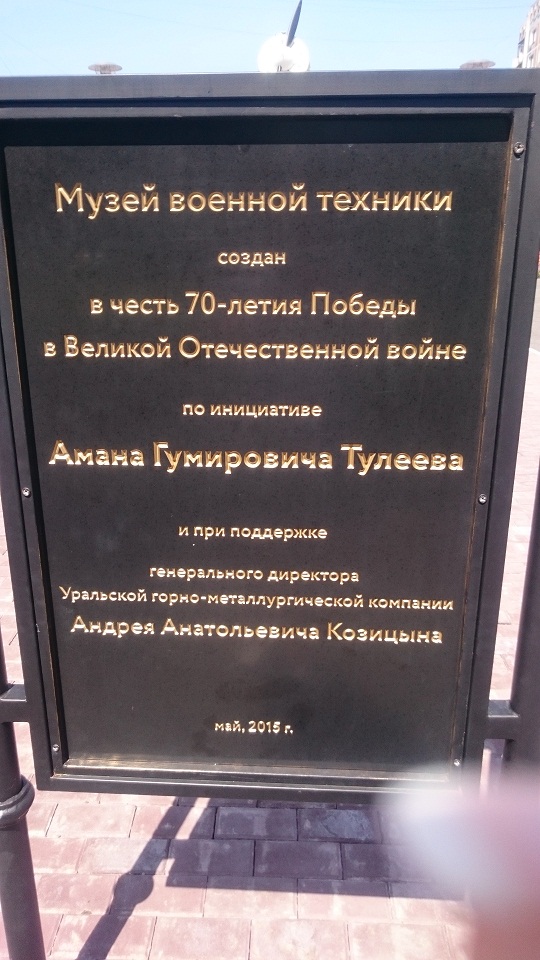 Музей военной техники
создан
в честь 70-летия Победы
в Великой Отечественной войне
по инициативе
Амана Гумировича Тулеева
и при поддержке
генерального директора
Уральской горно-металлургической компании
Андрея Анатольевича Козицына
май, 2015 г.